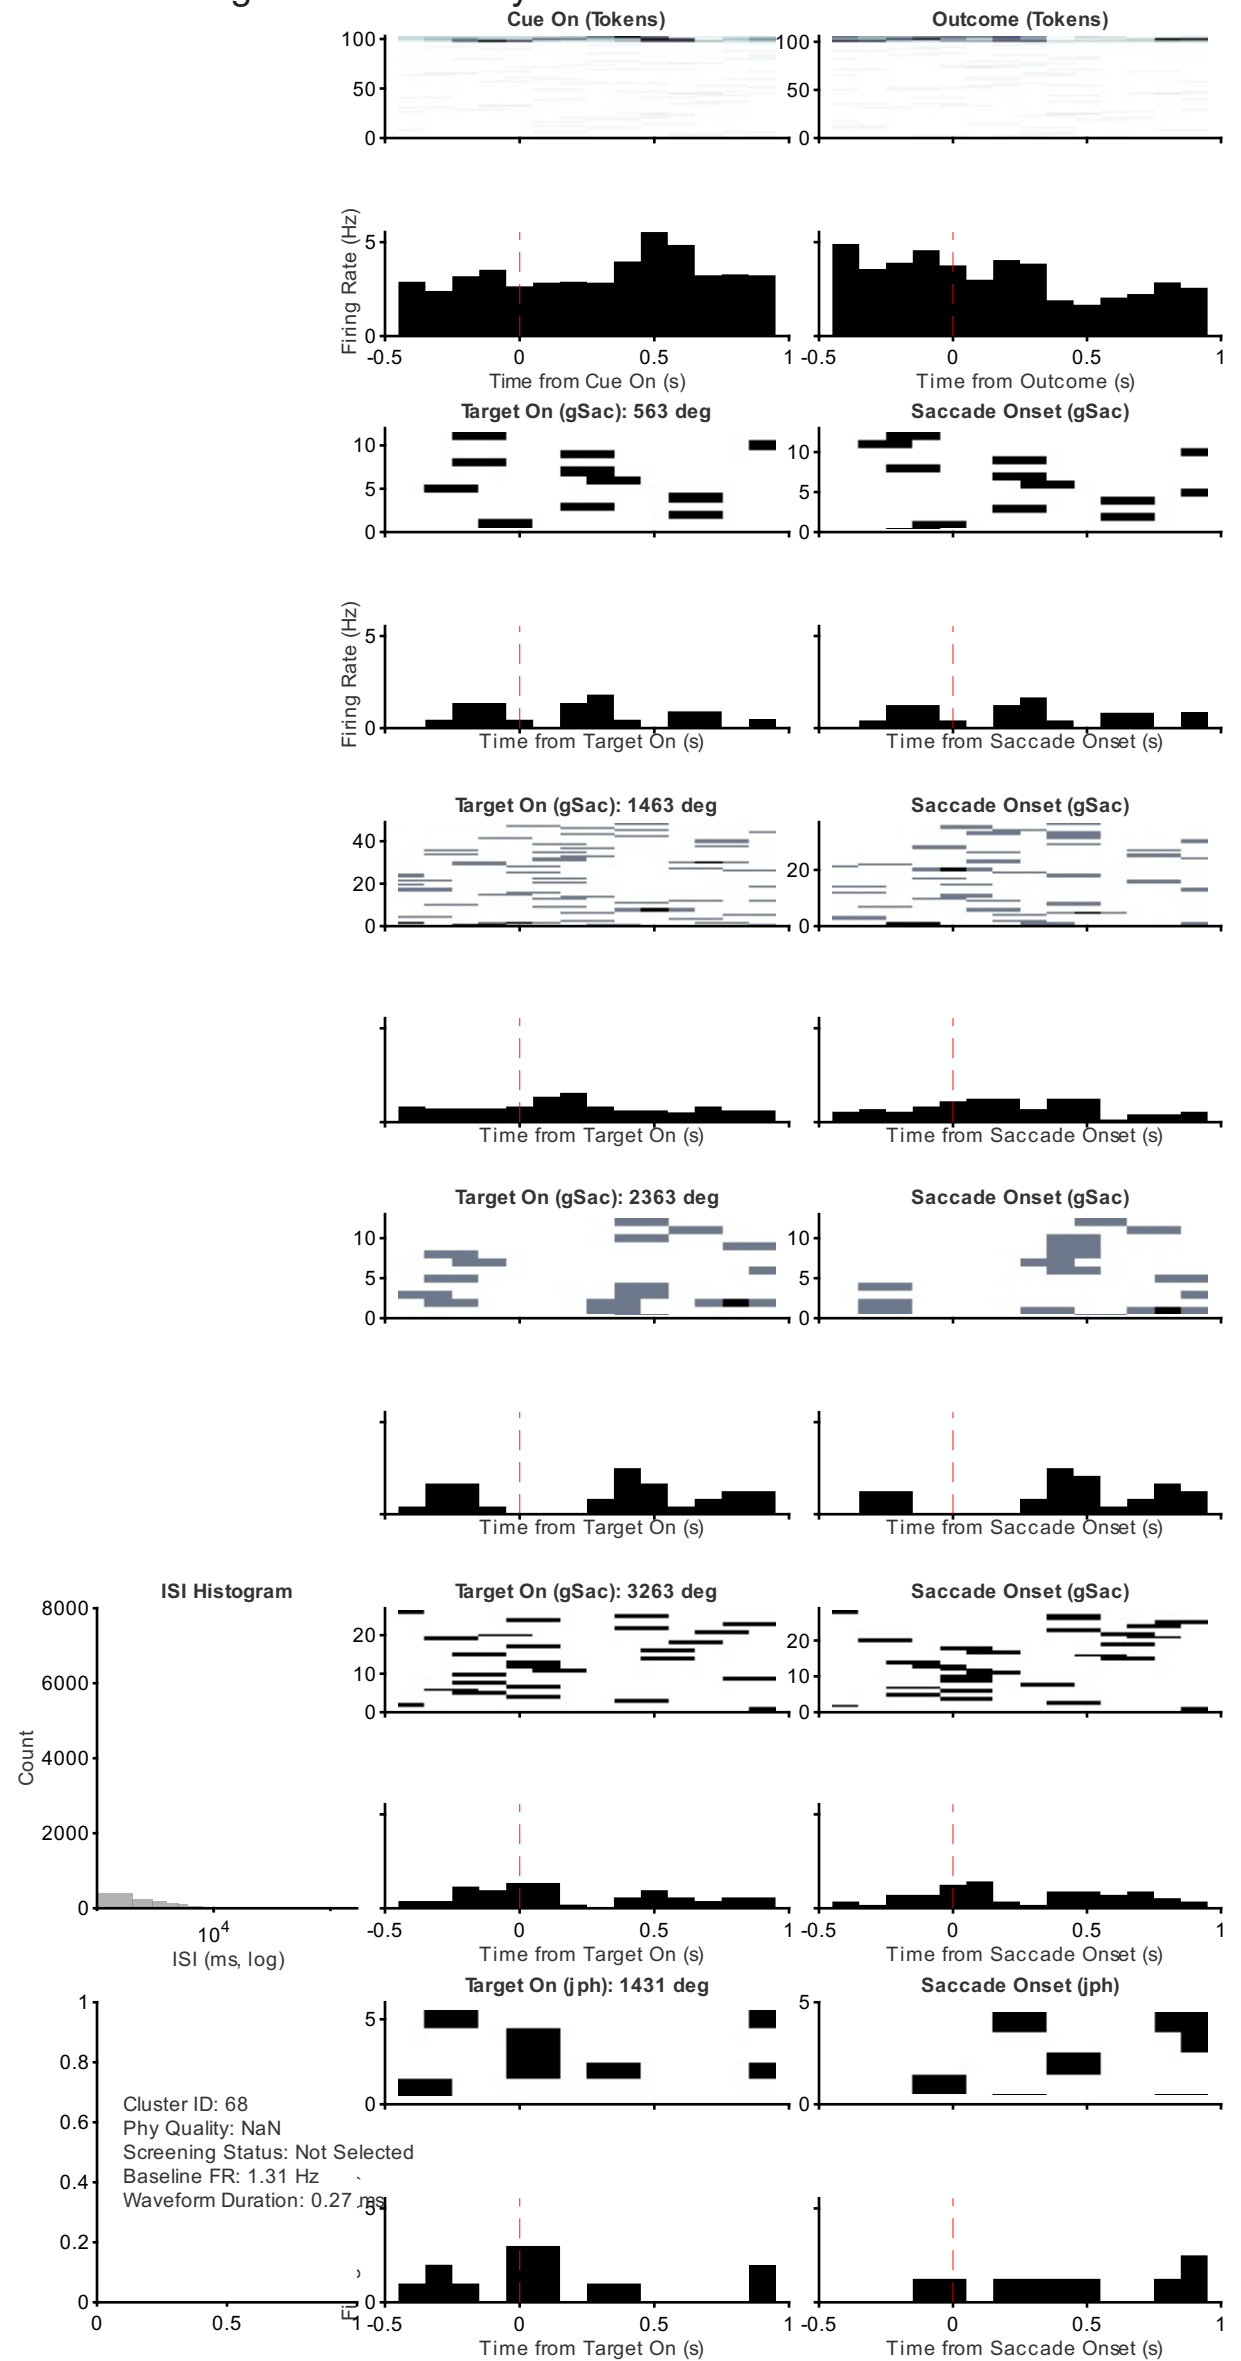 Cue On (Tokens)
Outcome (Tokens)
100
50
0
100
50
0
Firing Rate (Hz)
5
0
-0.5
0
0.5
1
-0.5
0
0.5
1
Time from Cue On (s)
Time from Outcome (s)
Target On (gSac): 563 deg
Saccade Onset (gSac)
10
5
0
10
5
0
Firing Rate (Hz)
5
0
Time from Target On (s)
Time from Saccade Onset (s)
Target On (gSac): 1463 deg
Saccade Onset (gSac)
40
20
0
20
0
Time from Target On (s)
Time from Saccade Onset (s)
Target On (gSac): 2363 deg
Saccade Onset (gSac)
10
5
0
10
5
0
Time from Target On (s)
Time from Saccade Onset (s)
ISI Histogram
Target On (gSac): 3263 deg
Saccade Onset (gSac)
8000
6000
4000
2000
0
Count
10^4
ISI (ms, log)
20
10
0
20
10
0
-0.5
0
0.5
1
-0.5
0
0.5
1
Time from Target On (s)
Time from Saccade Onset (s)
Target On (jph): 1431 deg
Saccade Onset (jph)
1
0.8
0.6
0.4
0.2
0
0
0.5
1
Cluster ID: 68
Phy Quality: NaN
Screening Status: Not Selected
Baseline FR: 1.31 Hz
Waveform Duration: 0.27 ms
5
0
5
0
5
0
-0.5
0
0.5
1
-0.5
0
0.5
1
Time from Target On (s)
Time from Saccade Onset (s)